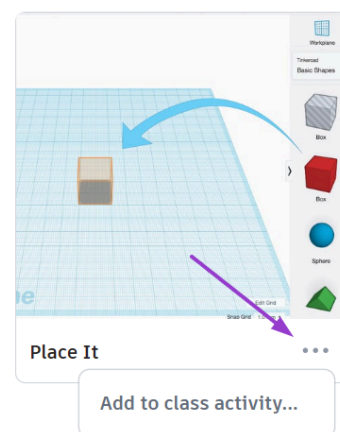 Workplane
Tinkercad
Basic Shapes
Box
Box
Sphere
Edit Grid
Snap Grid
Place It
Add to class activity...